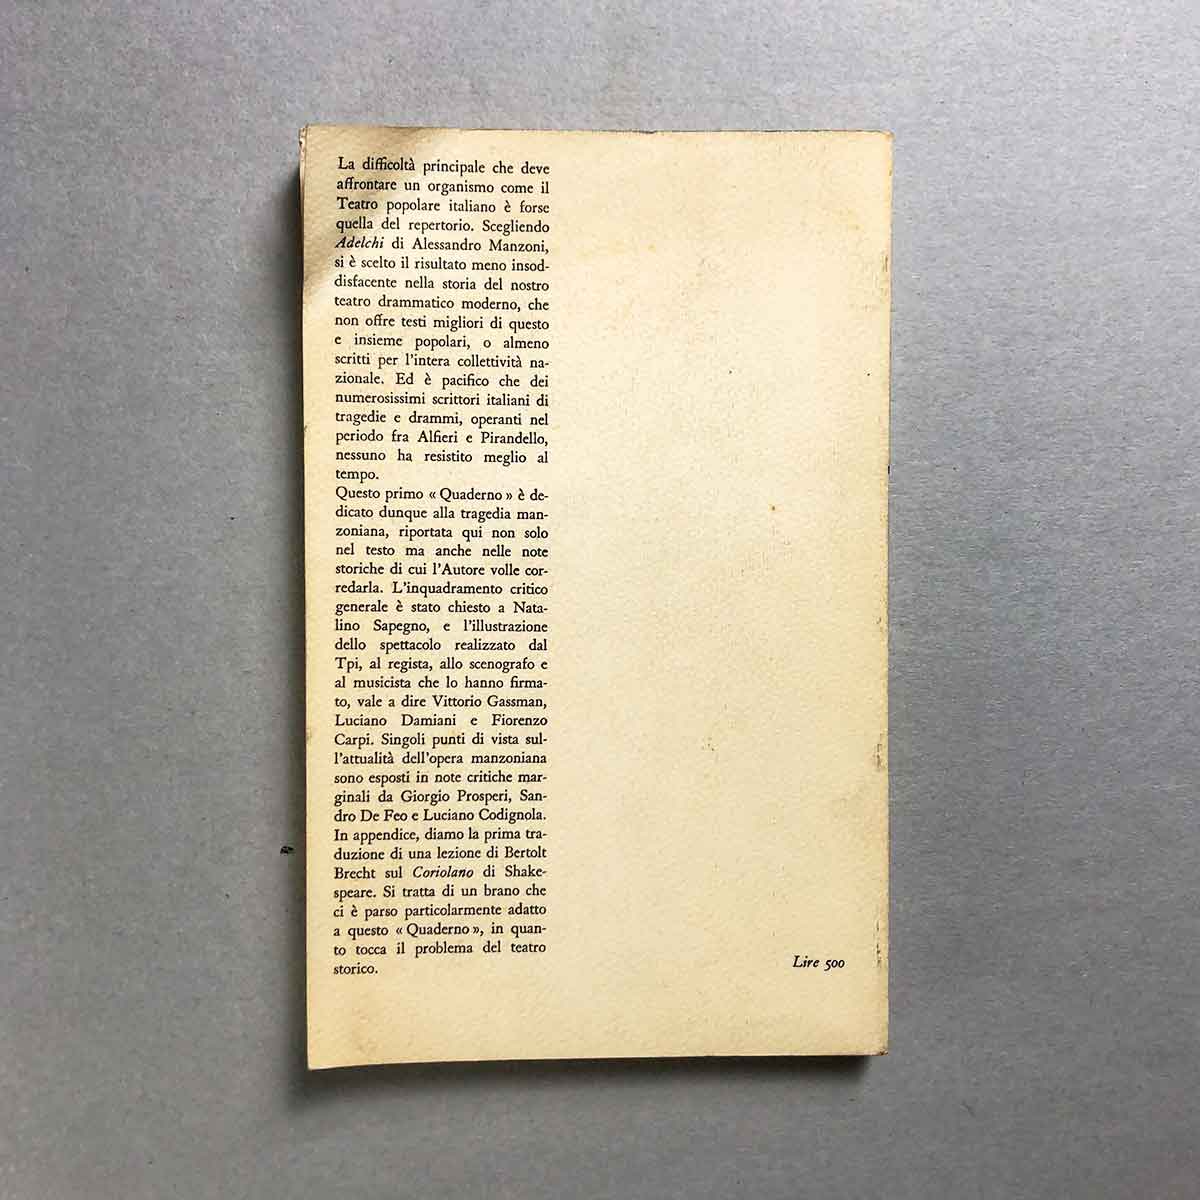 La difficoltà principale che deve
affrontare un organismo come il
Teatro popolare italiano è forse
quella del repertorio. Scegliendo
Adelchi di Alessandro Manzoni,
si è scelto il risultato meno insod-
disfacente nella storia del nostro
teatro drammatico moderno, che
non offre testi migliori di questo
e insieme popolari, o almeno
scritti per l'intera collettività na-
zionale. Ed è pacifico che dei
numerosissimi scrittori italiani di
tragedie e drammi, operanti nel
periodo fra Alfieri e Pirandello,
nessuno ha resistito meglio al
tempo.
Questo primo « Quaderno » è de-
dicato dunque alla tragedia man-
zoniana, riportata qui non solo
nel testo ma anche nelle note
storiche di cui l'Autore volle cor-
redarla. L'inquadramento critico
generale è stato chiesto a Nata-
lino Sapegno, e l'illustrazione
dello spettacolo realizzato dal
Tpi, al regista, allo scenografo e
al musicista che lo hanno firma-
to, vale a dire Vittorio Gassman,
Luciano Damiani e Fiorenzo
Carpi. Singoli punti di vista sul-
l'attualità dell'opera manzoniana
sono esposti in note critiche mar-
ginali da Giorgio Prosperi, San-
dro De Feo e Luciano Codignola.
In appendice, diamo la prima tra-
duzione di una lezione di Bertolt
Brecht sul Coriolano di Shake-
speare. Si tratta di un brano che
ci è parso particolarmente adatto
a questo « Quaderno », in quan-
to tocca il problema del teatro
storico.
Lire 500